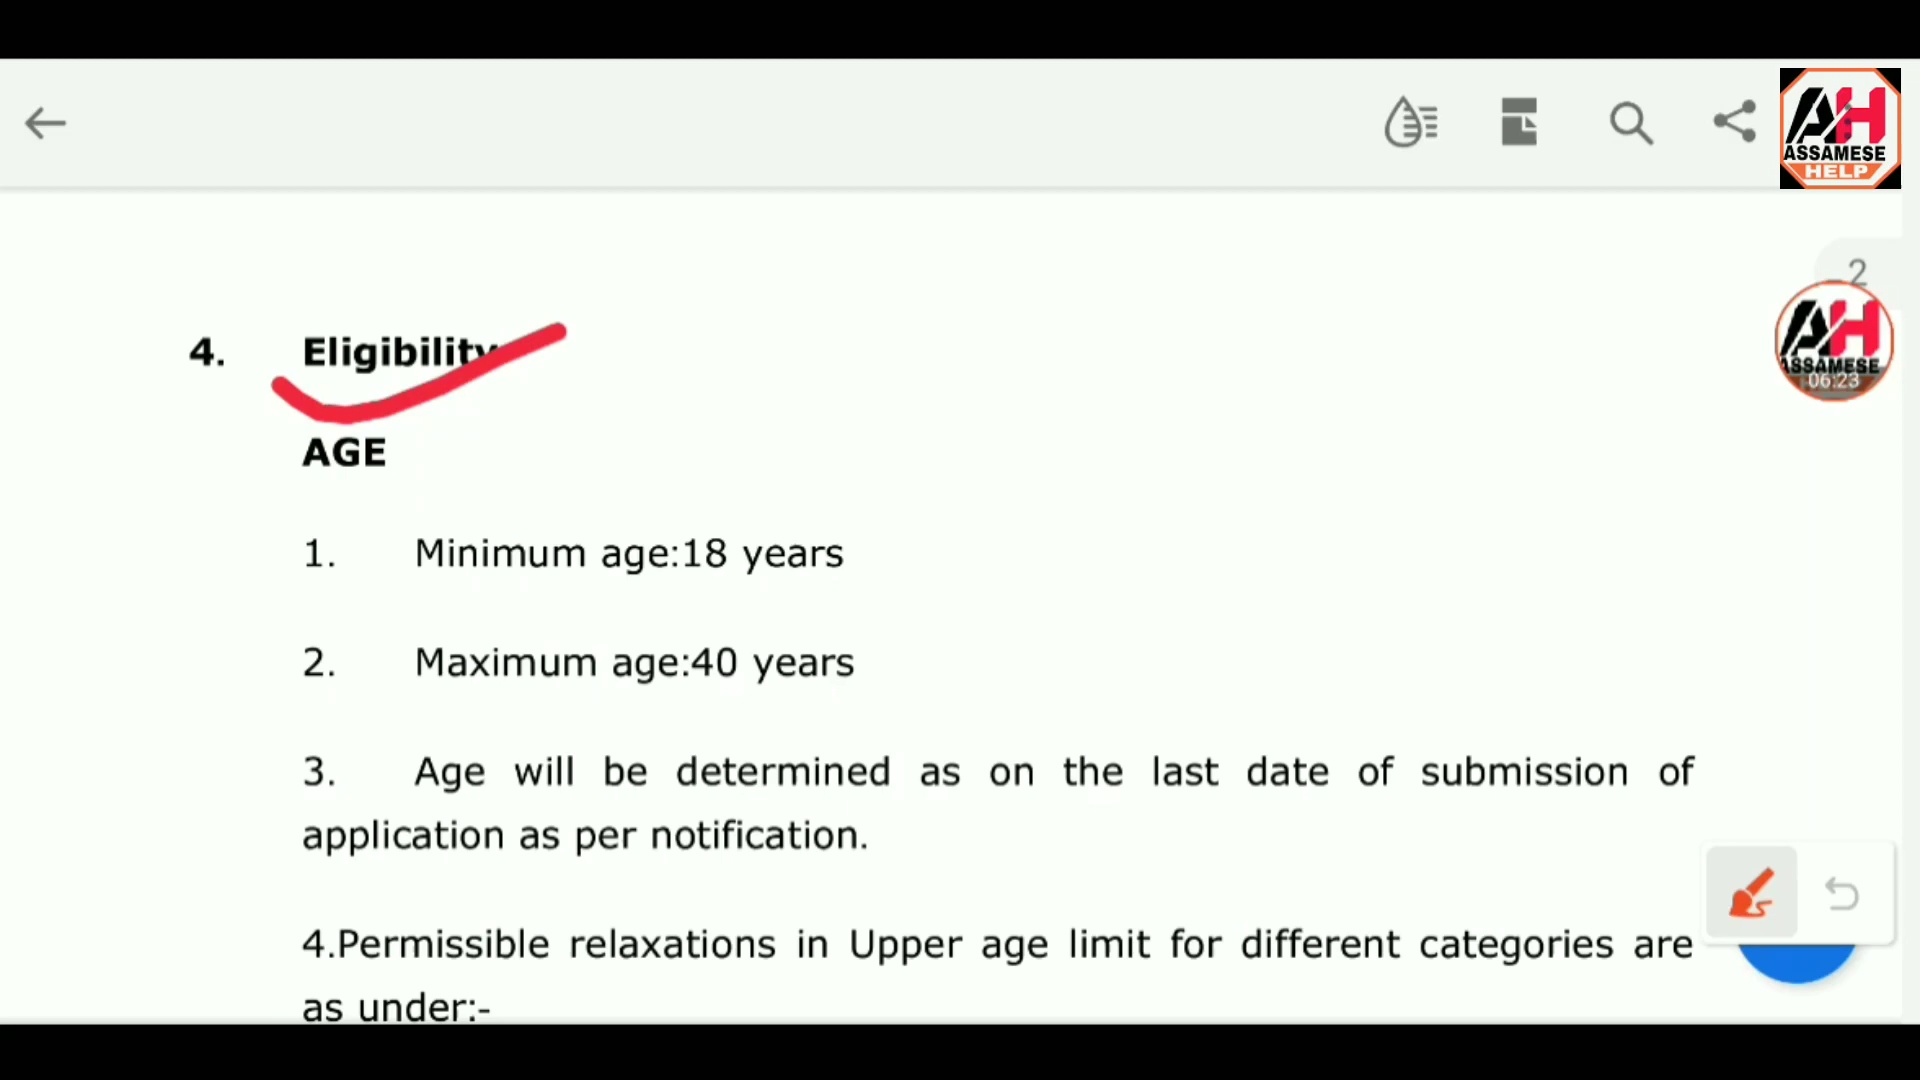 AH
ASSAMESE
HELP
2
AH
ASSAMESE
06:23
4. Eligibility
AGE
1. Minimum age:18 years
2. Maximum age:40 years
3. Age will be determined as on the last date of submission of
application as per notification.
4.Permissible relaxations in Upper age limit for different categories are
as under:-